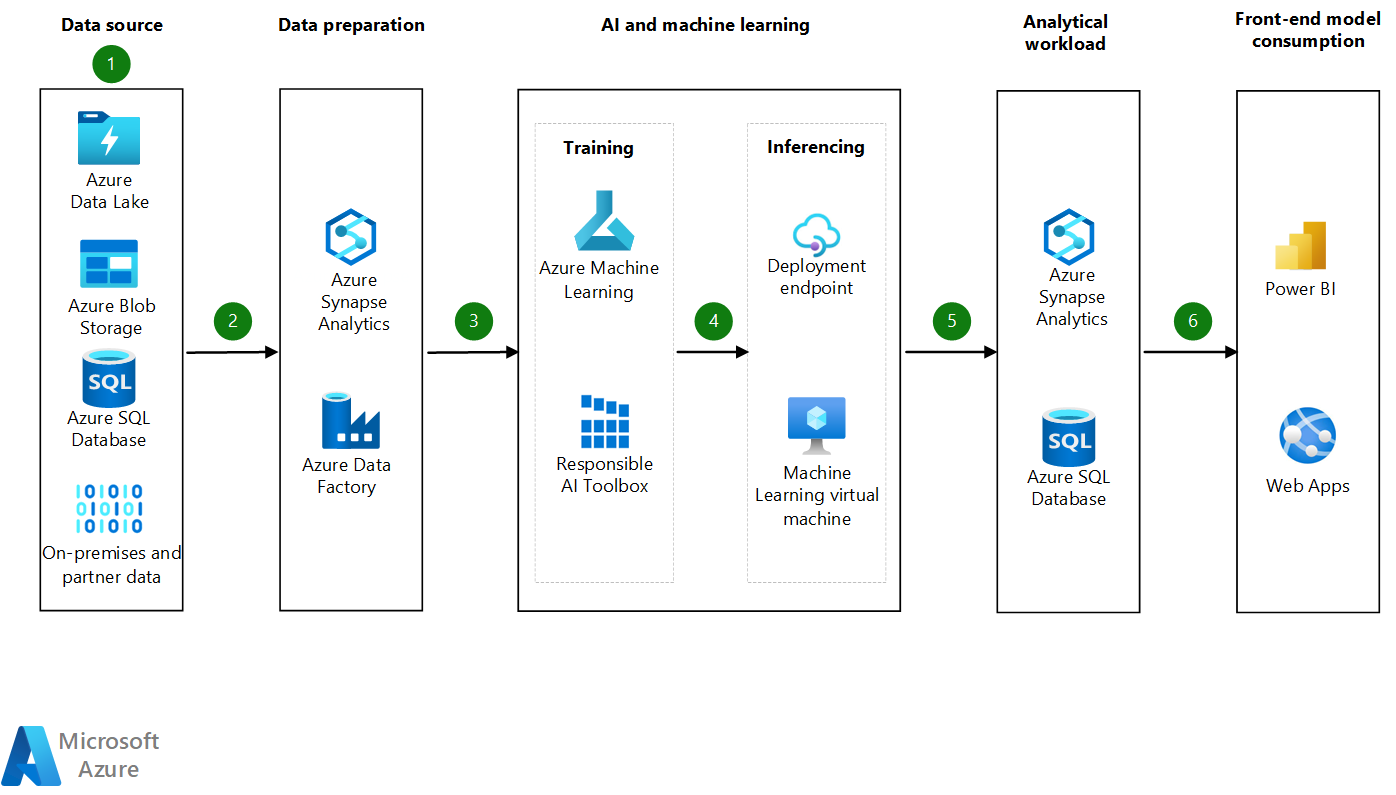 Data source
1
Azure
Data Lake
Azure Blob
Storage
SQL
Azure SQL
Database
10101010
01010101
10101010
On-premises and
partner data
2
Data preparation
Azure
Synapse
Analytics
Azure Data
Factory
3
AI and machine learning
Training
Azure Machine
Learning
Responsible
AI Toolbox
4
Inferencing
Deployment
endpoint
Machine
Learning virtual
machine
5
Analytical
workload
Azure
Synapse
Analytics
SQL
Azure SQL
Database
6
Front-end model
consumption
Power BI
Web Apps
Microsoft
Azure